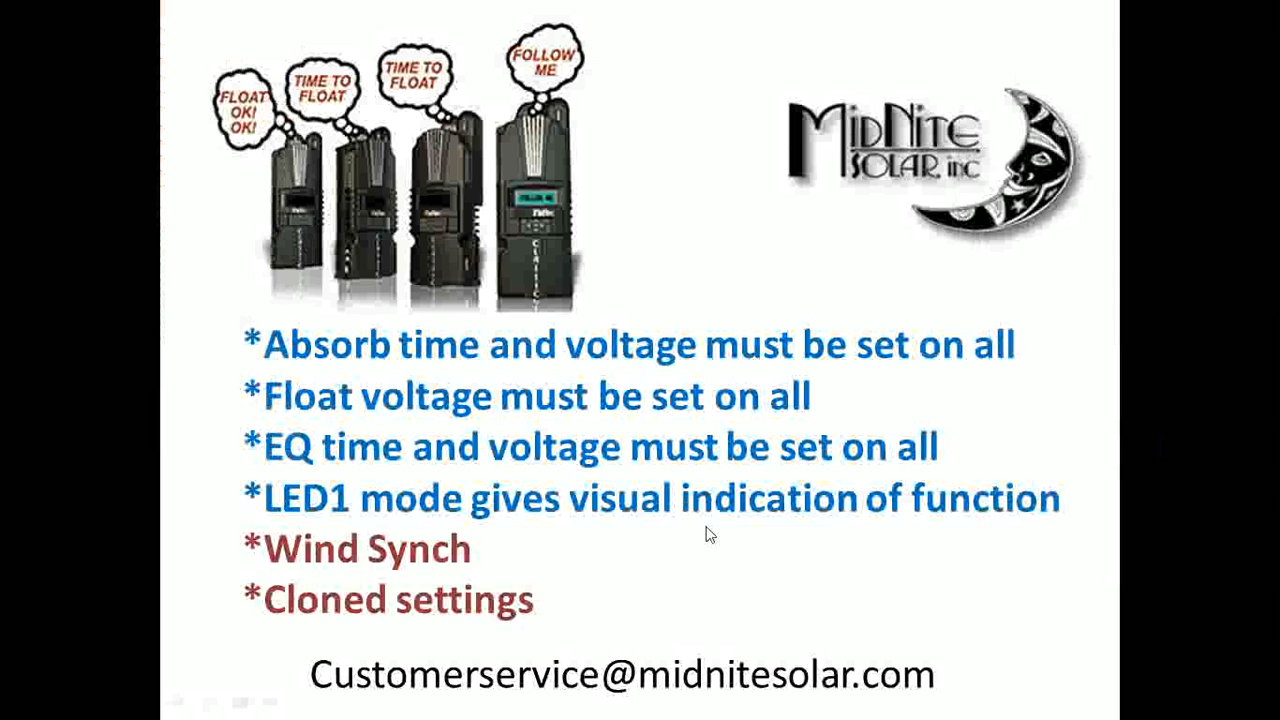 FOLLOW
ME
TIME TO
FLOAT
TIME TO
FLOAT
FLOAT
OK!
OK!
MIDNITE
SOLAR, INC
CLASSIC
*Absorb time and voltage must be set on all
*Float voltage must be set on all
*EQ time and voltage must be set on all
*LED1 mode gives visual indication of function
*Wind Synch
*Cloned settings
Customerservice@midnitesolar.com